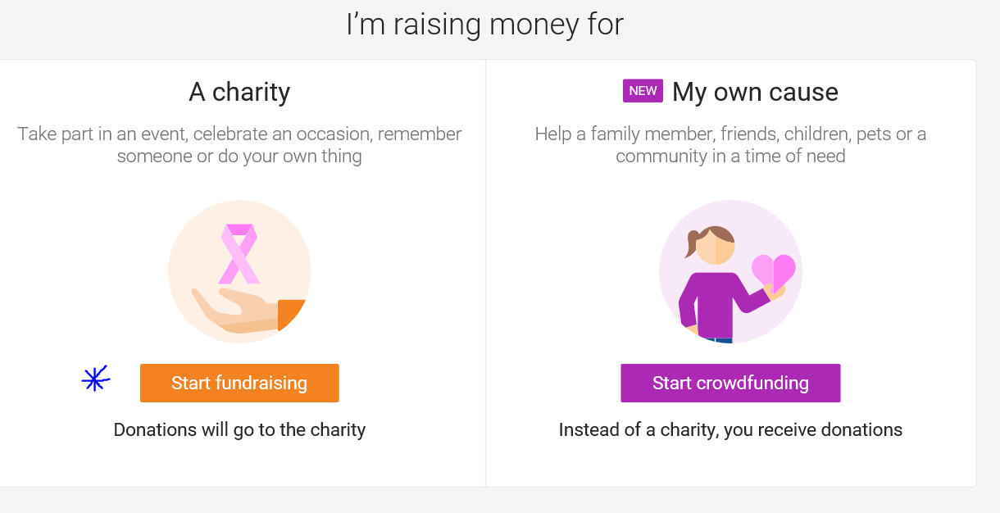 I'm raising money for
A charity
Take part in an event, celebrate an occasion, remember
someone or do your own thing
Start fundraising
Donations will go to the charity
NEW My own cause
Help a family member, friends, children, pets or a
community in a time of need
Start crowdfunding
Instead of a charity, you receive donations